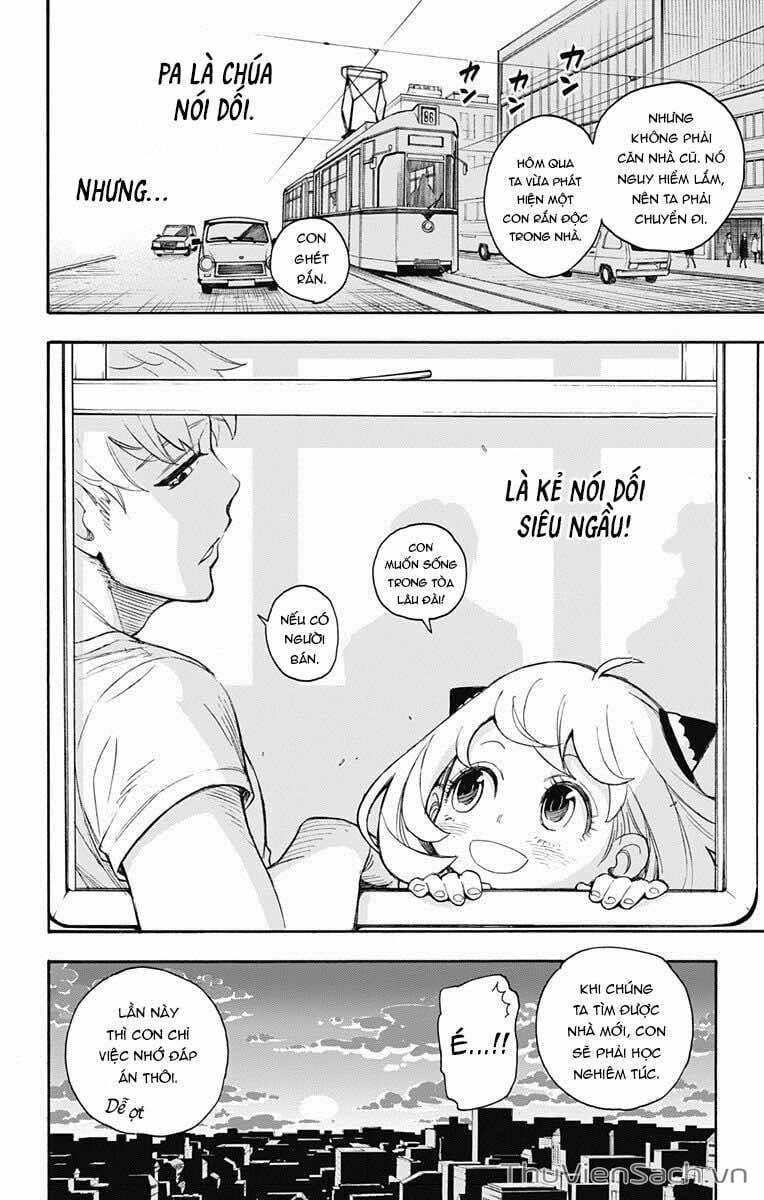 NHƯNG
KHÔNG PHẢI
CĂN NHÀ CŨ. NÓ
NGUY HIỂM LẮM,
NÊN TA PHẢI
CHUYỂN ĐI.
HÔM QUA
TA VỪA PHÁT
HIỆN MỘT
CON RẮN ĐỘC
TRONG NHÀ.
CON
GHÉT
RẮN.
ガタン
ガタン
86
PA LÀ CHÚA
NÓI DỐI.
NHƯNG...
LÀ KẺ NÓI DỐI
SIÊU NGẦU!
CON
MUỐN SỐNG
TRONG TÒA
LÂU ĐÀI!
NẾU CÓ
NGƯỜI
BÁN.
KHI CHÚNG
TA TÌM ĐƯỢC
NHÀ MỚI, CON
SẼ PHẢI HỌC
NGHIÊM TÚC.
É...!!
LẦN NÀY
THÌ CON CHỈ
VIỆC NHỚ ĐÁP
ÁN THÔI.
Dễ ợt
ThuVienSach.vn